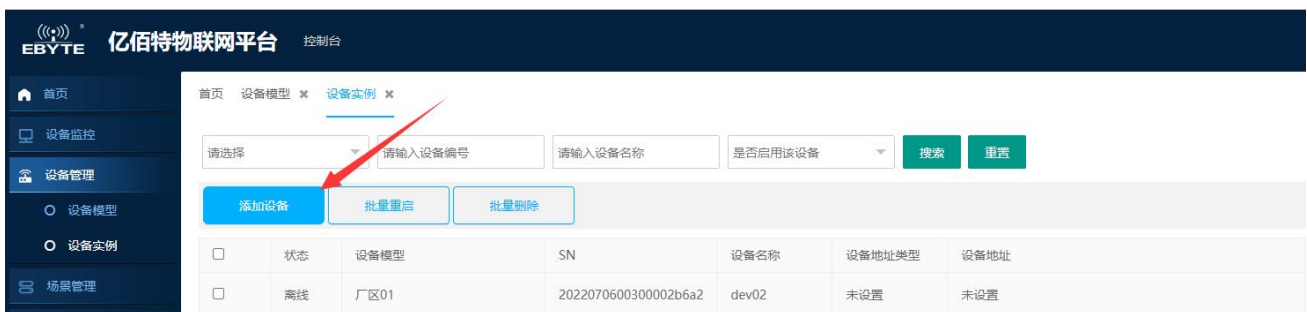 EBYTE 亿佰特物联网平台 控制台
首页
设备监控
设备管理
设备模型
设备实例
场景管理
首页 设备模型 ✖ 设备实例 ✖
请选择 请输入设备编号 请输入设备名称 是否启用该设备 搜索 重置
添加设备 批量重启 批量删除
状态 设备模型 SN 设备名称 设备地址类型 设备地址
离线 厂区01 2022070600300002b6a2 dev02 未设置 未设置